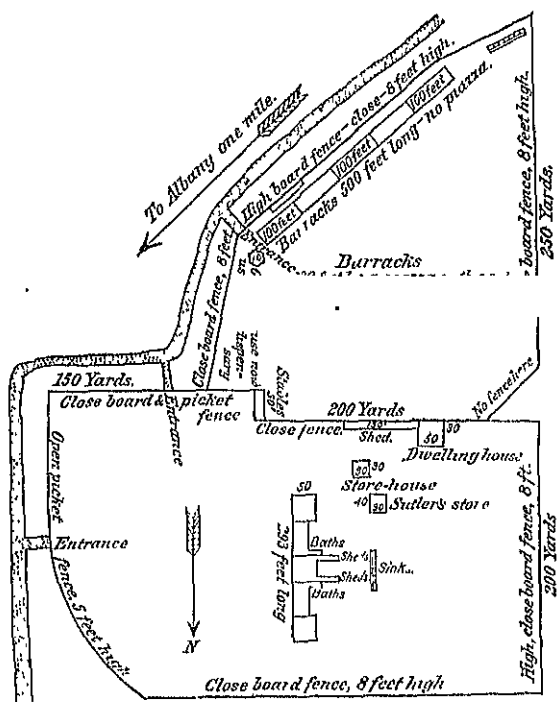 To Albany one mile.
High board fence–close–8 feet high.
100 feet
100 feet
100 feet
Barracks 500 feet long–no piazza.
board fence, 8 feet high.
250 Yards.
Barracks
Close board fence, 8 feet
150 Yards.
Close board & picket
fence
Entrance
200 Yards
Close fence.
Shed.
30
50
Dwelling house
No fence here
30
Store-house
40
30
Sutler's store
Open picket
fence, 5 feet high
Entrance
N
50
feet long
Baths
Sheds
Sheds
Baths
Sinks.
High, close board fence, 8 ft.
200 Yards
Close board fence, 8 feet high